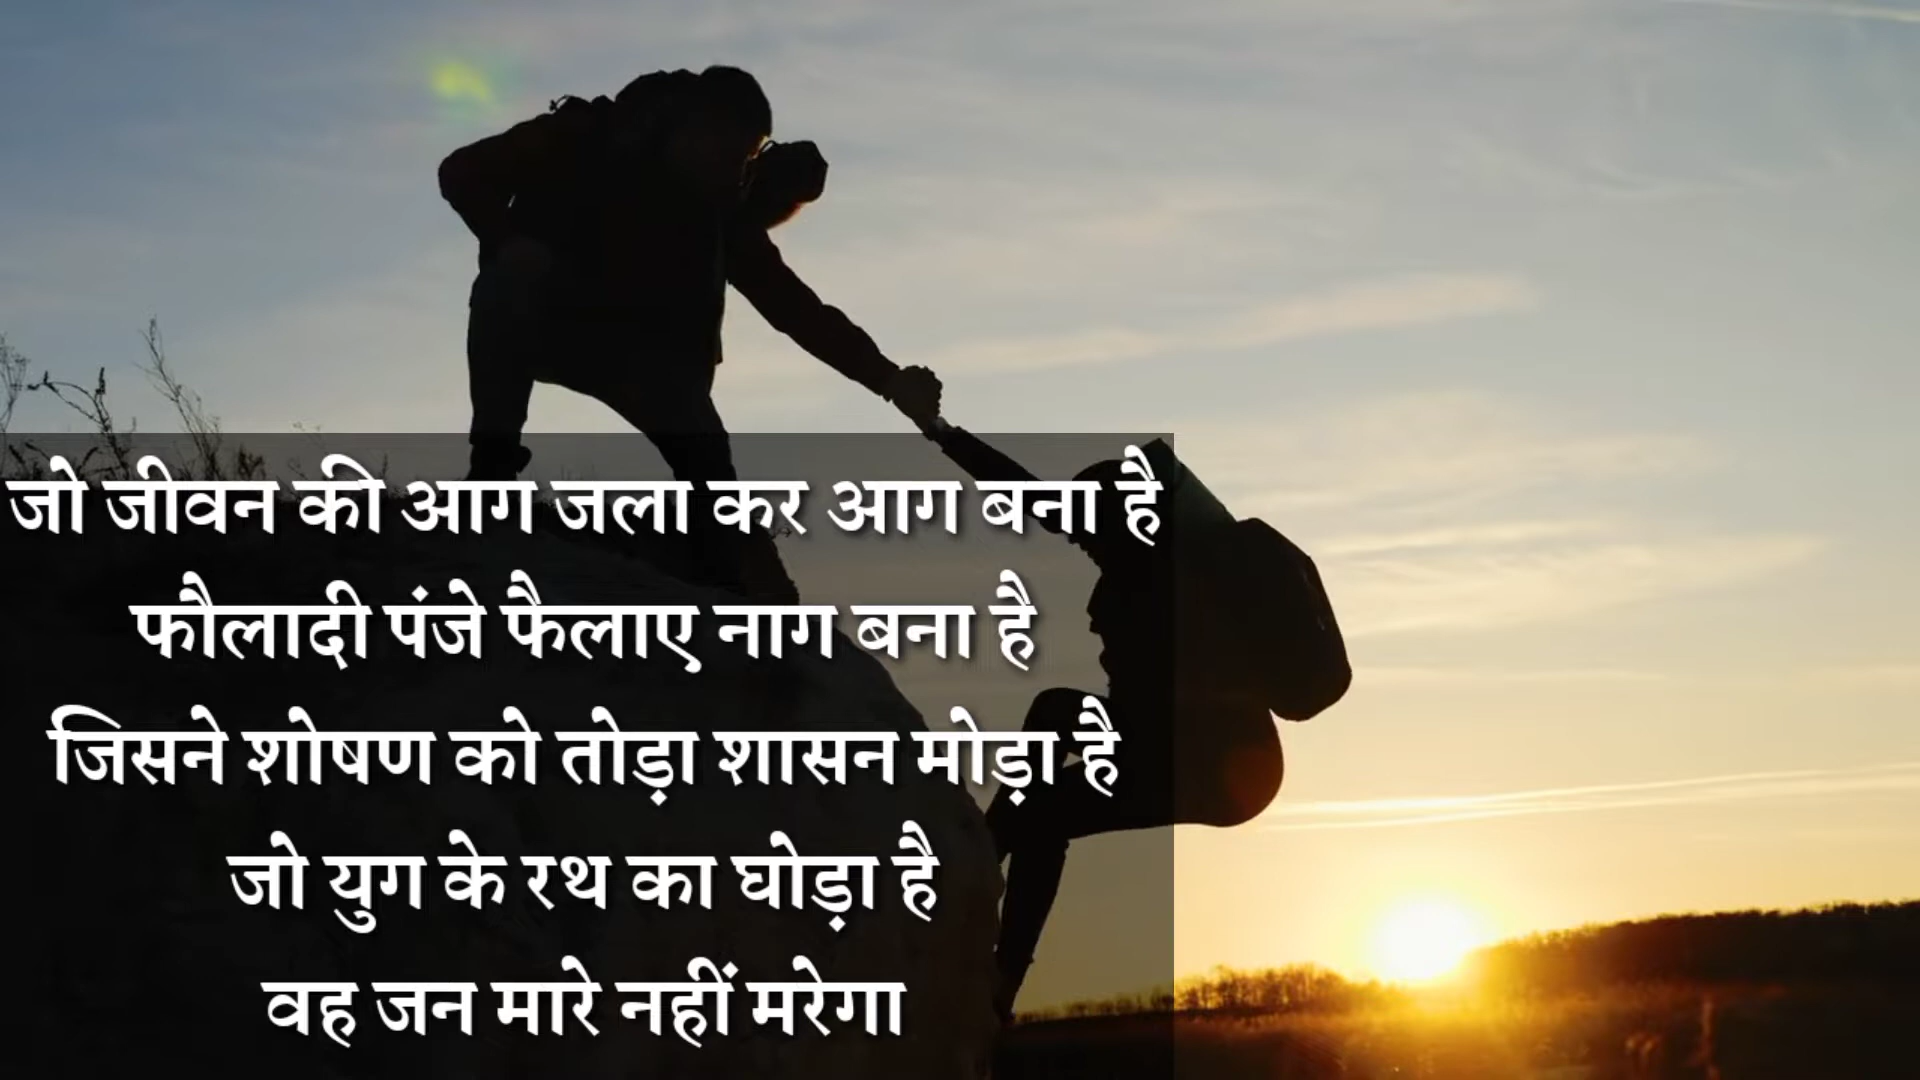 जो जीवन की आग जला कर आग बना है
फौलादी पंजे फैलाए नाग बना है
जिसने शोषण को तोड़ा शासन मोड़ा है
जो युग के रथ का घोड़ा है
वह जन मारे नहीं मरेगा